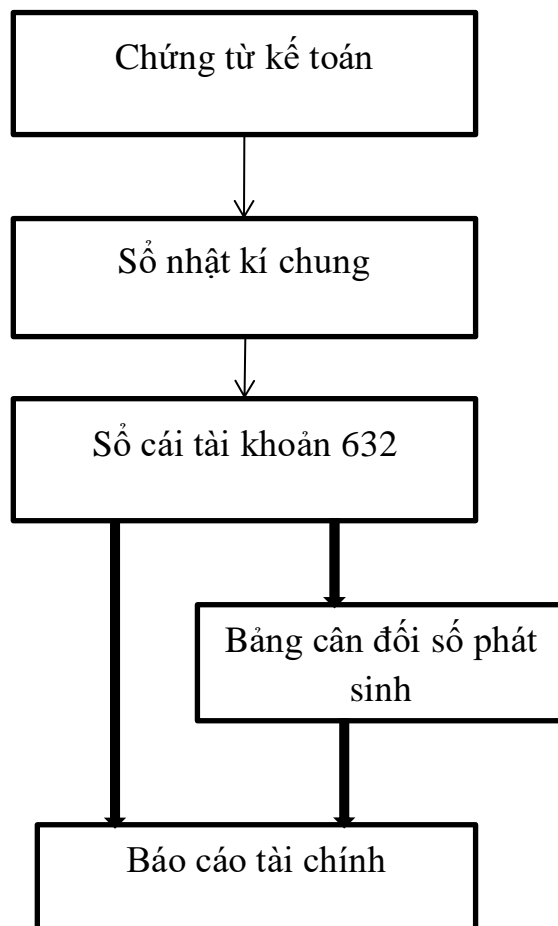 Chứng từ kế toán
Sổ nhật kí chung
Sổ cái tài khoản 632
Bảng cân đối số phát
sinh
Báo cáo tài chính